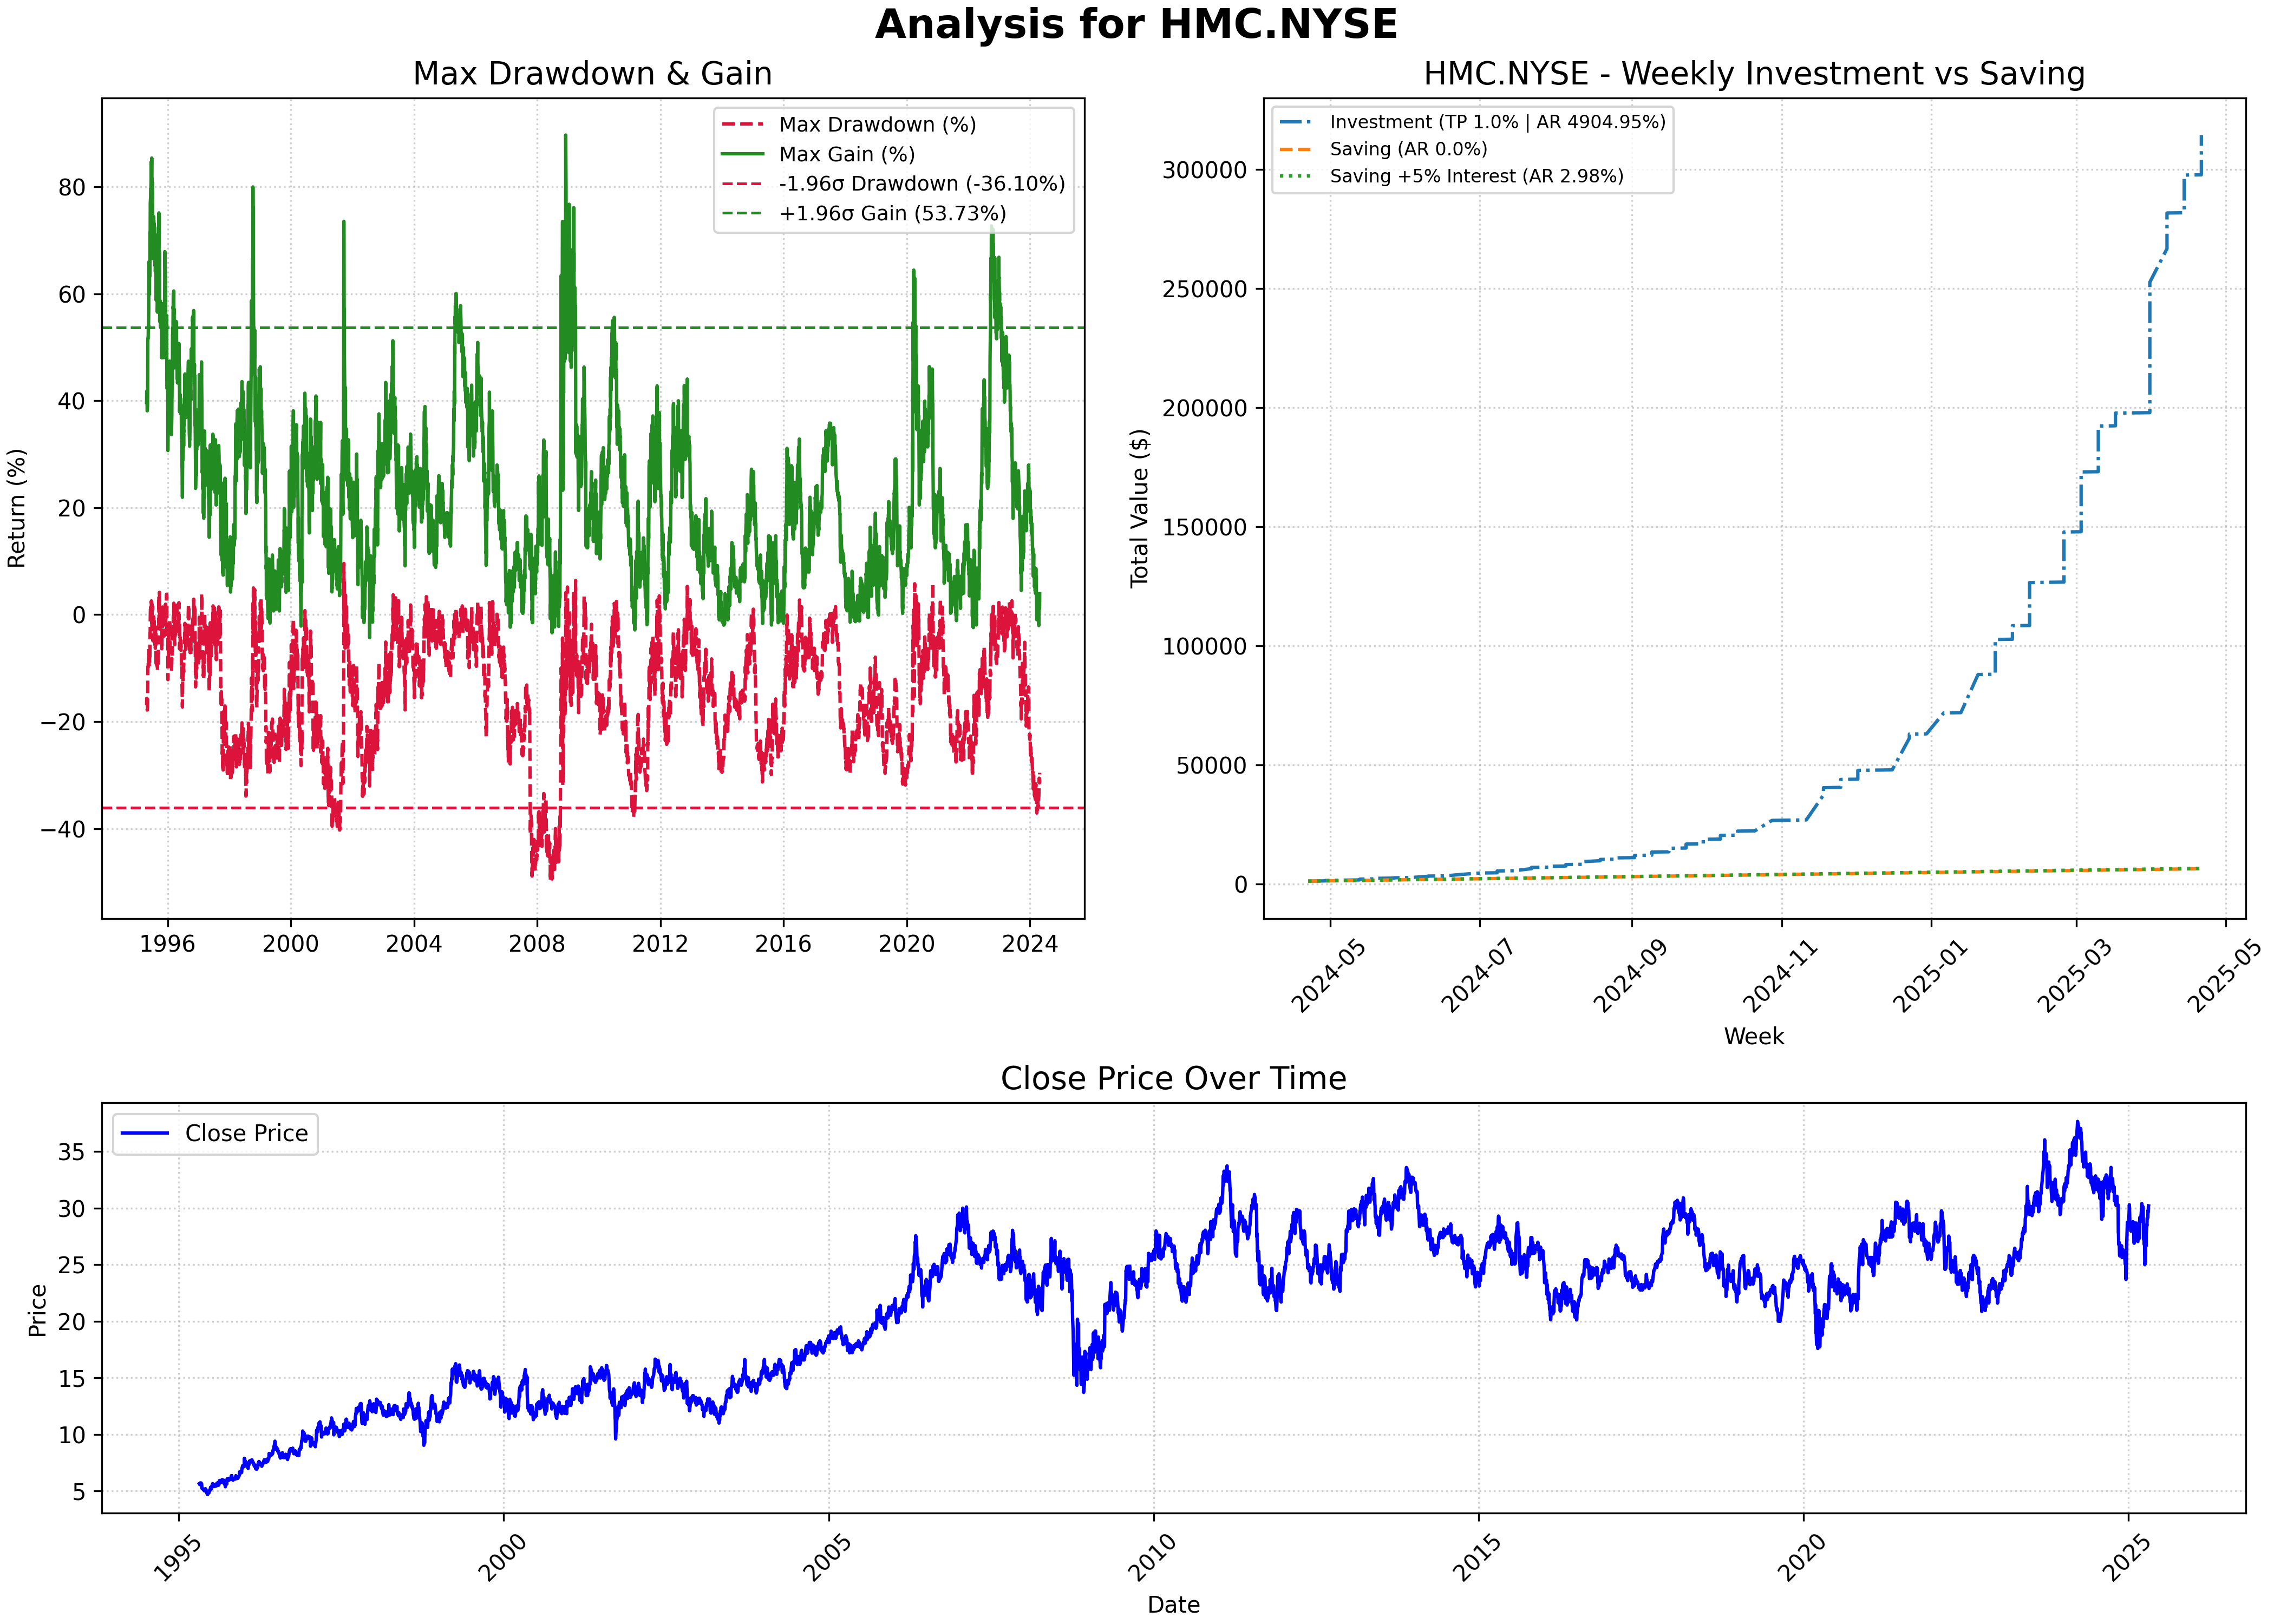 Analysis for HMC.NYSE
Max Drawdown & Gain
Return (%)
80
60
40
20
0
−20
−40
1996
2000
2004
2008
2012
2016
2020
2024
Max Drawdown (%)
Max Gain (%)
-1.96σ Drawdown (-36.10%)
+1.96σ Gain (53.73%)
HMC.NYSE - Weekly Investment vs Saving
Total Value ($)
300000
250000
200000
150000
100000
50000
0
Investment (TP 1.0% | AR 4904.95%)
Saving (AR 0.0%)
Saving +5% Interest (AR 2.98%)
2024-05
2024-07
2024-09
2024-11
2025-01
2025-03
2025-05
Week
Close Price Over Time
Close Price
Price
35
30
25
20
15
10
5
1995
2000
2005
2010
2015
2020
2025
Date